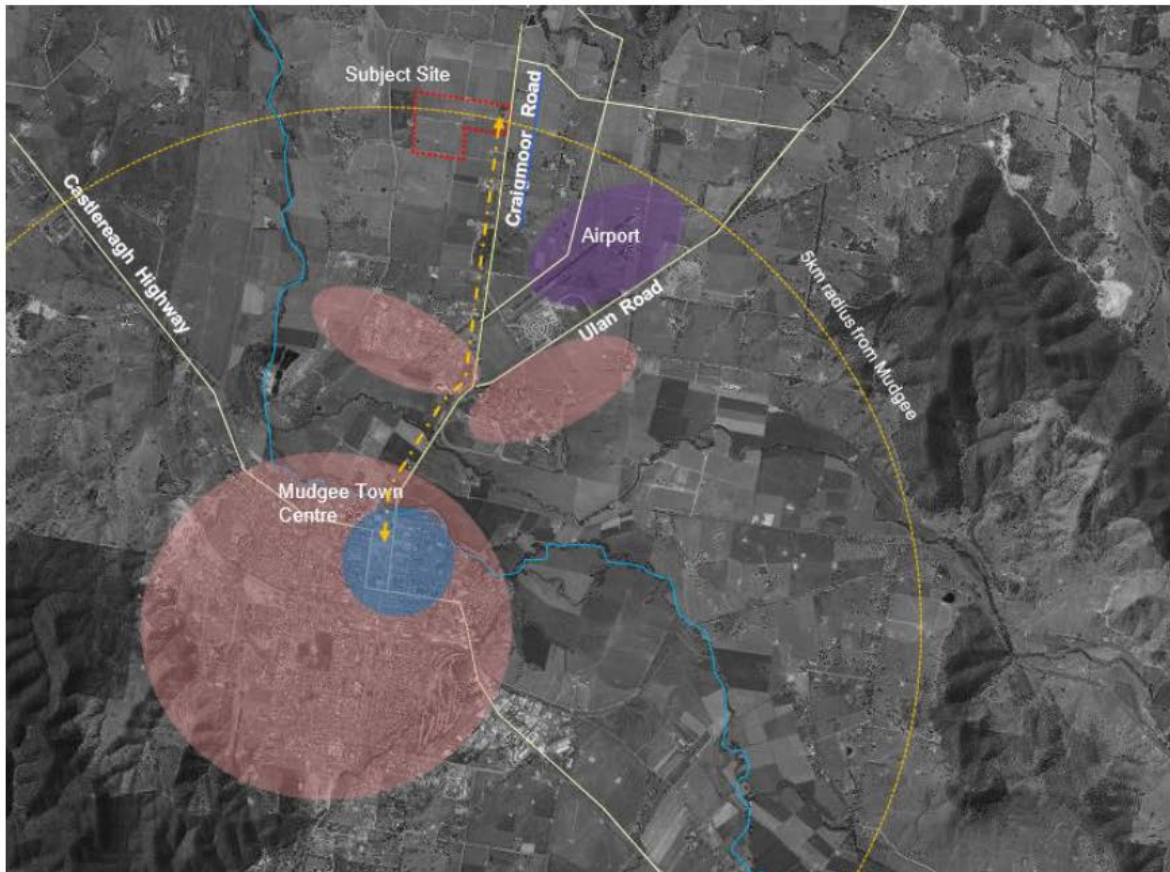 Subject Site
Craigmoor Road
Castlereagh Highway
Airport
Ulan Road
5km radius from Mudgee
Mudgee Town
Centre